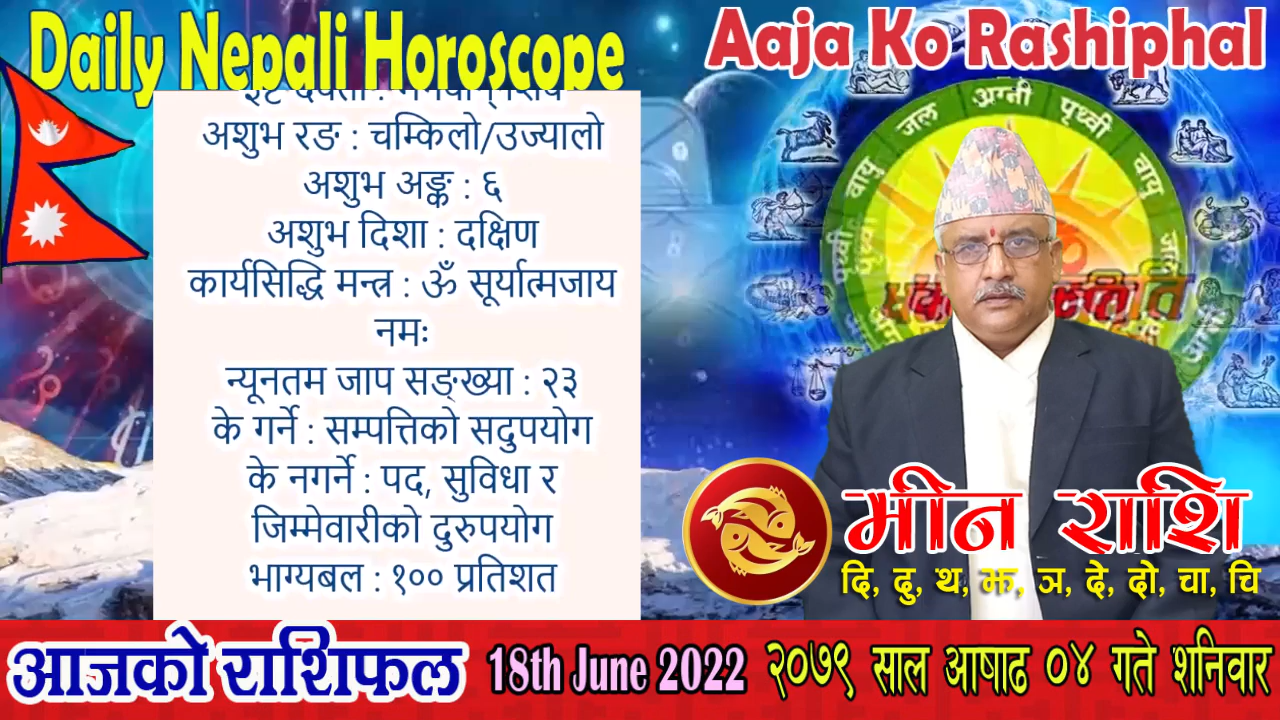 Daily Nepali Horoscope
Aaja Ko Rashiphal
अशुभ रङ : चम्किलो/उज्यालो
अशुभ अङ्क : ६
अशुभ दिशा : दक्षिण
कार्यसिद्धि मन्त्र : ॐ सूर्यात्मजाय
नमः
न्यूनतम जाप सङ्ख्या : २३
के गर्ने : सम्पत्तिको सदुपयोग
के नगर्ने : पद, सुविधा र
जिम्मेवारीको दुरुपयोग
भाग्यबल : १०० प्रतिशत
जल अग्नी पृथ्वी
वायु वायु
पृथ्वी
मीन राशि
दि, दु, थ, झ, ञ, दे, दो, चा, चि
आजको राशिफल 18th June 2022 २०७९ साल आषाढ ०४ गते शनिवार